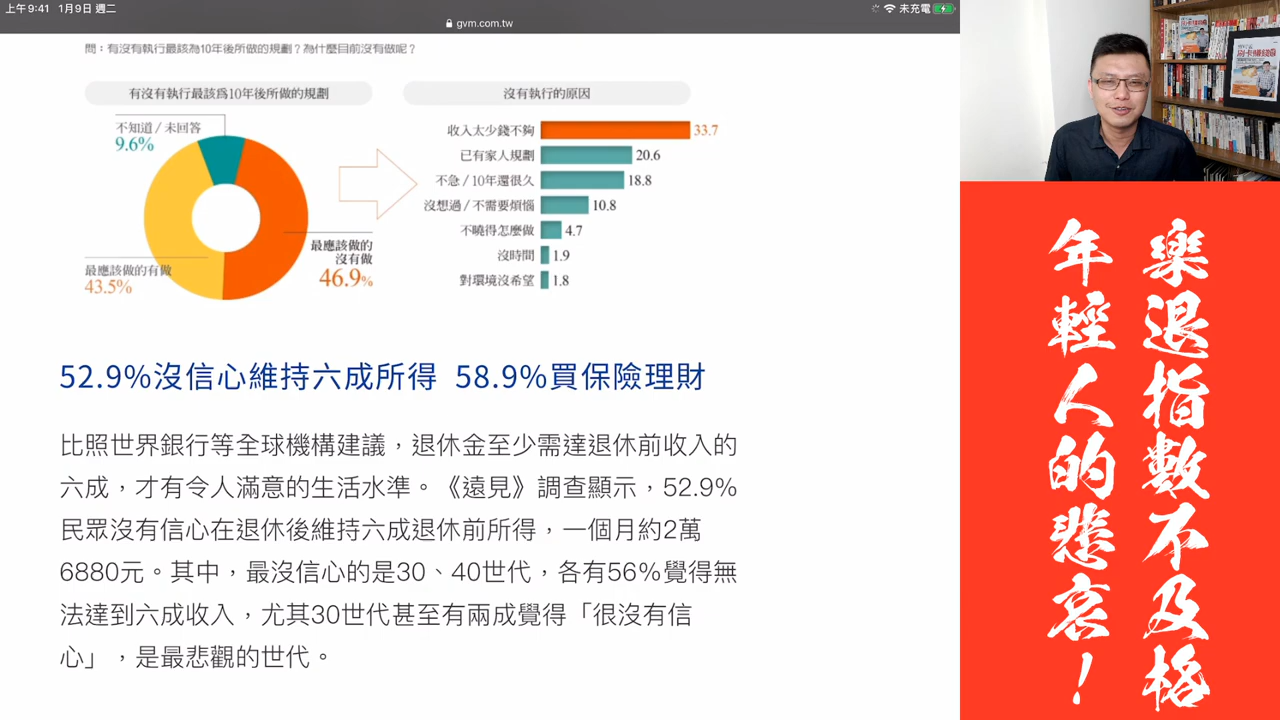 上午9:41 1月9日 週二
未充電
gvm.com.tw
問：有沒有執行最該為10年後所做的規劃？為什麼目前沒有做呢？
有沒有執行最該爲10年後所做的規劃
不知道／未回答
9.6%
最應該做的
沒有做
46.9%
最應該做的有做
43.5%
沒有執行的原因
收入太少錢不夠 33.7
已有家人規劃 20.6
不急／10年還很久 18.8
沒想過／不需要煩惱 10.8
不曉得怎麼做 4.7
沒時間 1.9
對環境沒希望 1.8
52.9%沒信心維持六成所得 58.9%買保險理財
比照世界銀行等全球機構建議，退休金至少需達退休前收入的
六成，才有令人滿意的生活水準。《遠見》調查顯示，52.9%
民眾沒有信心在退休後維持六成退休前所得，一個月約2萬
6880元。其中，最沒信心的是30、40世代，各有56%覺得無
法達到六成收入，尤其30世代甚至有兩成覺得「很沒有信
心」，是最悲觀的世代。
樂退指數不及格
年輕人的悲哀！